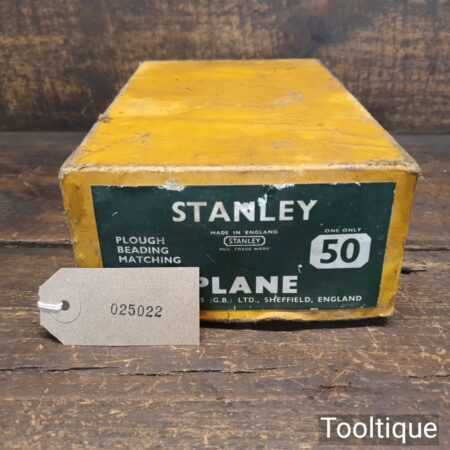 STANLEY
MADE IN ENGLAND
STANLEY
PLOUGH
BEADING
MATCHING
ONE ONLY
50
PLANE
(G.B.) LTD., SHEFFIELD, ENGLAND
025022
Tooltique